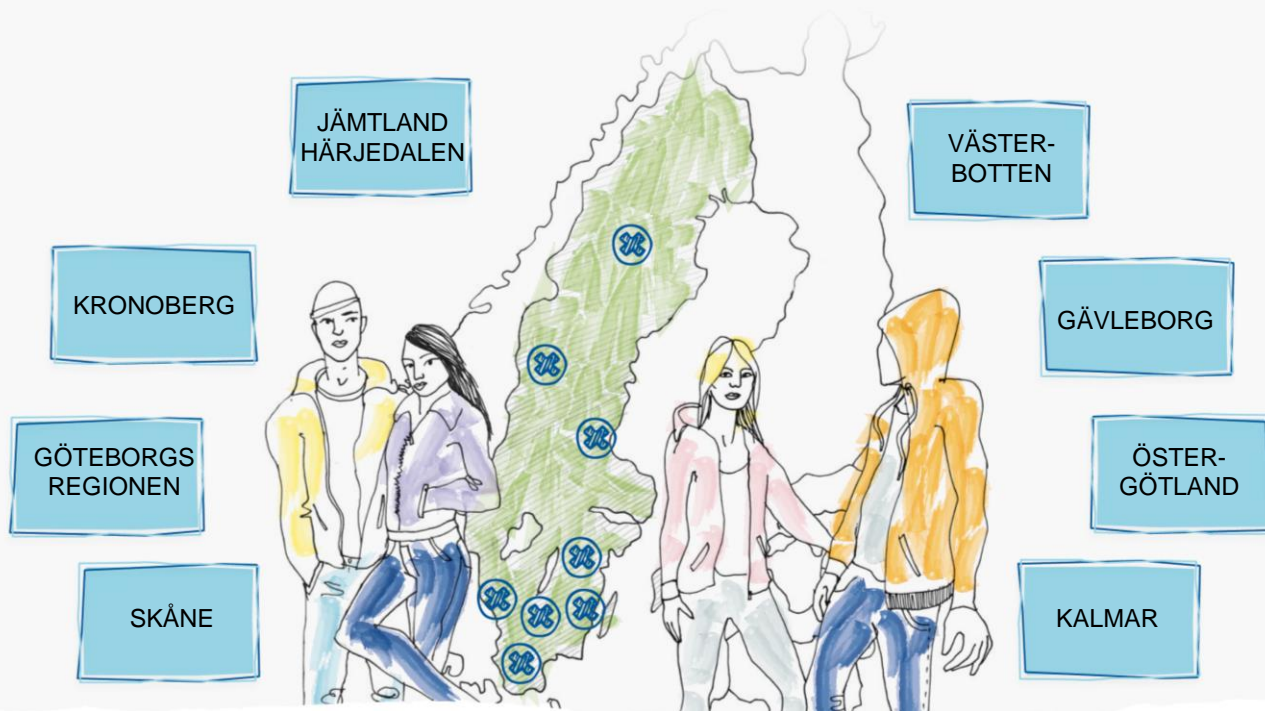 JÄMTLAND
HÄRJEDALEN
VÄSTER-
BOTTEN
KRONOBERG
GÄVLEBORG
GÖTEBORGS
REGIONEN
ÖSTER-
GÖTLAND
SKÅNE
KALMAR